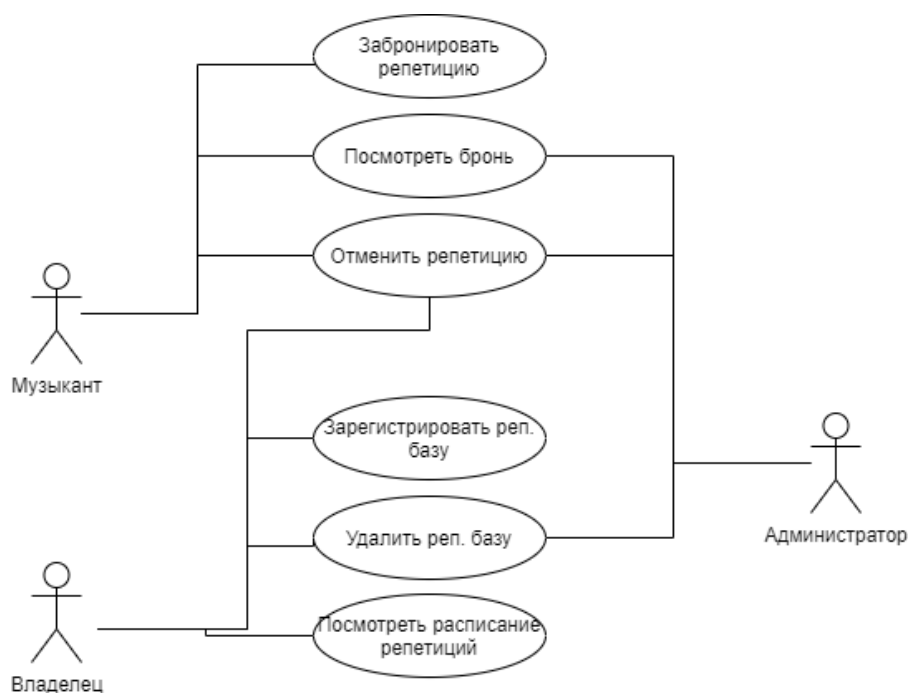 Забронировать
репетицию
Посмотреть бронь
Отменить репетицию
Музыкант
Зарегистрировать реп.
базу
Удалить реп. базу
Администратор
Посмотреть расписание
репетиций
Владелец